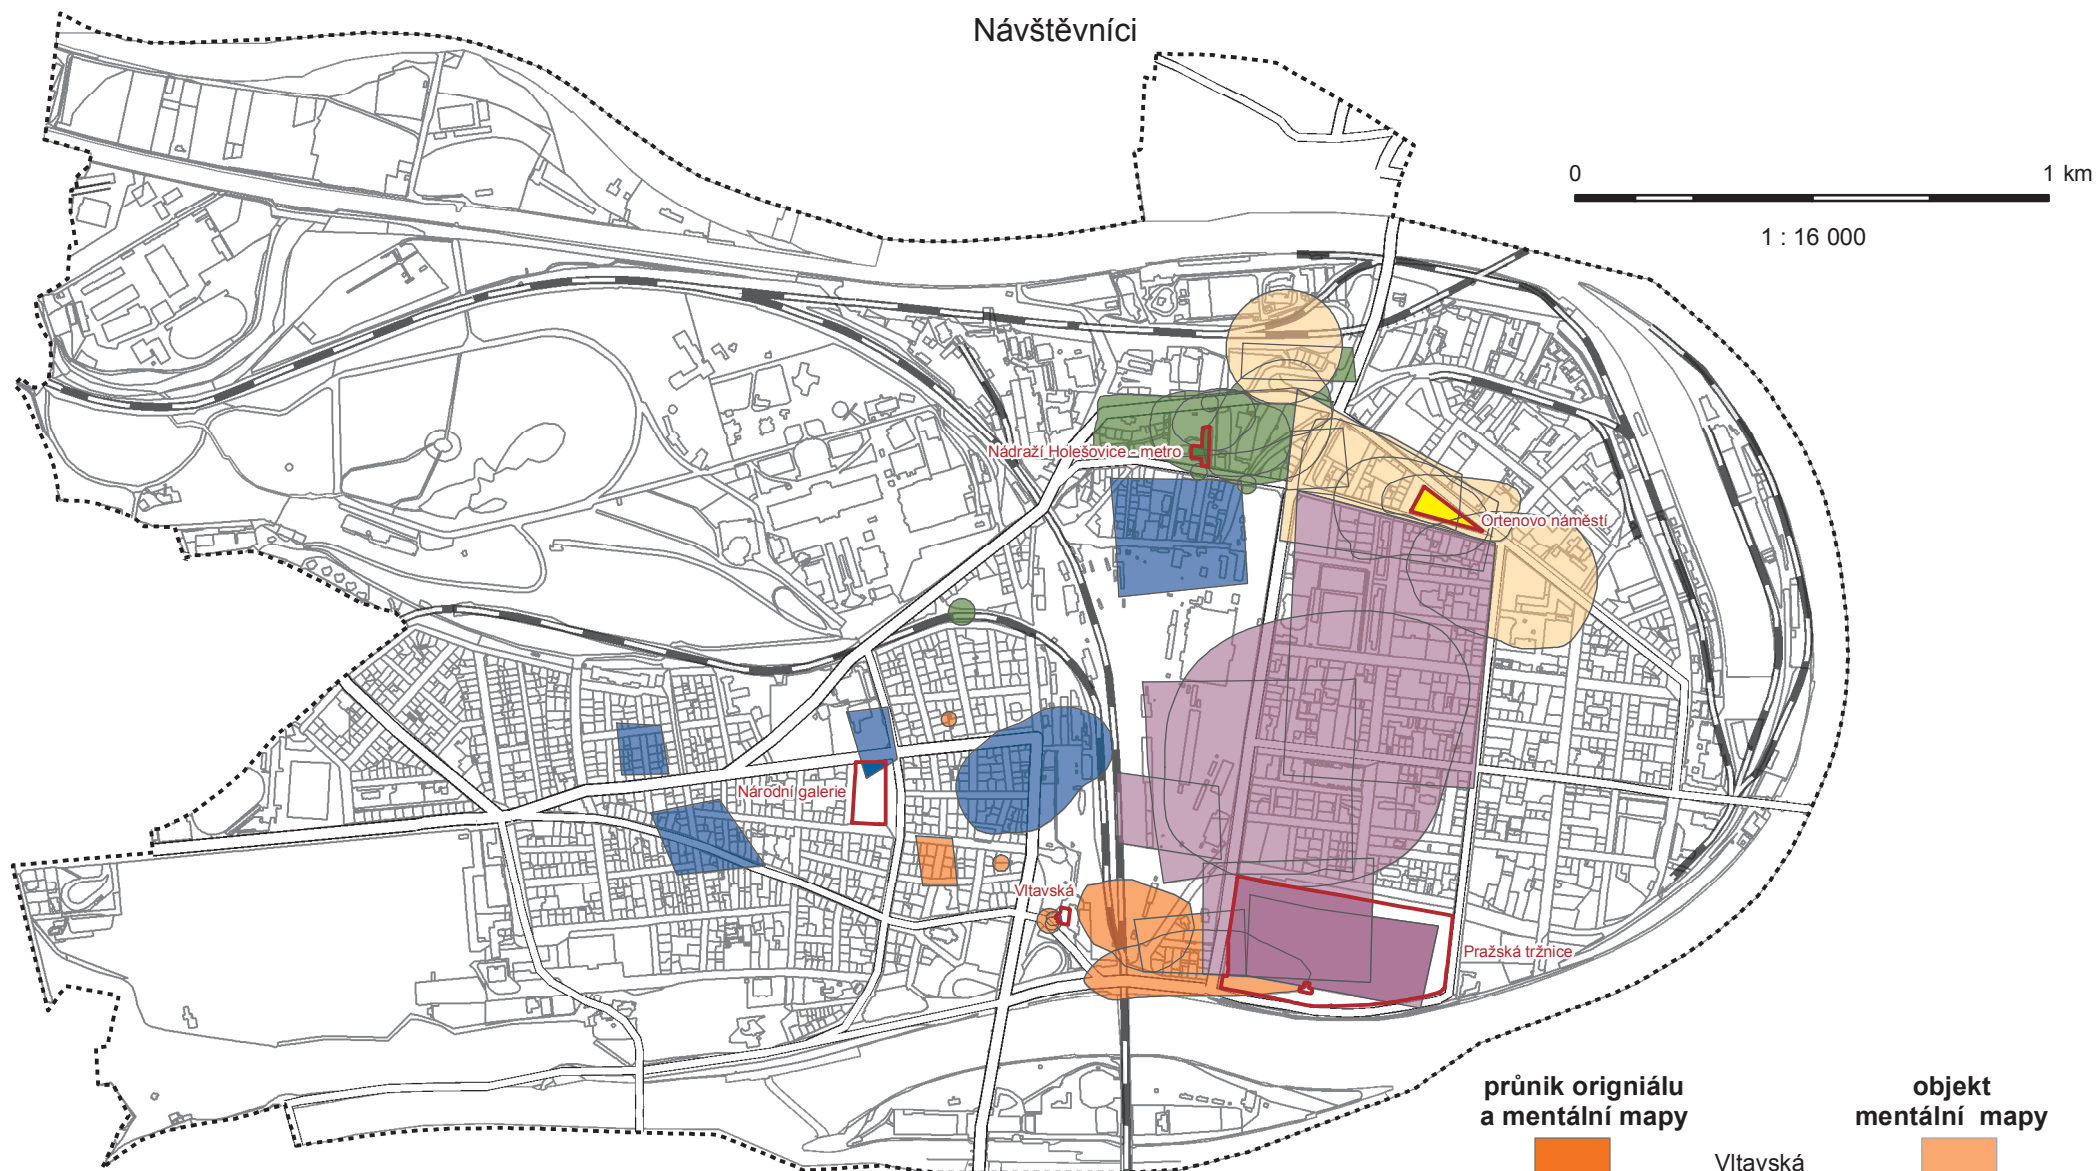 Návštěvníci
0 1 km
1 : 16 000
Nádraží Holešovice - metro
Ortenovo náměstí
Národní galerie
Vltavská
Pražská tržnice
průnik origniálu
a mentální mapy
objekt
mentální mapy
Vltavská